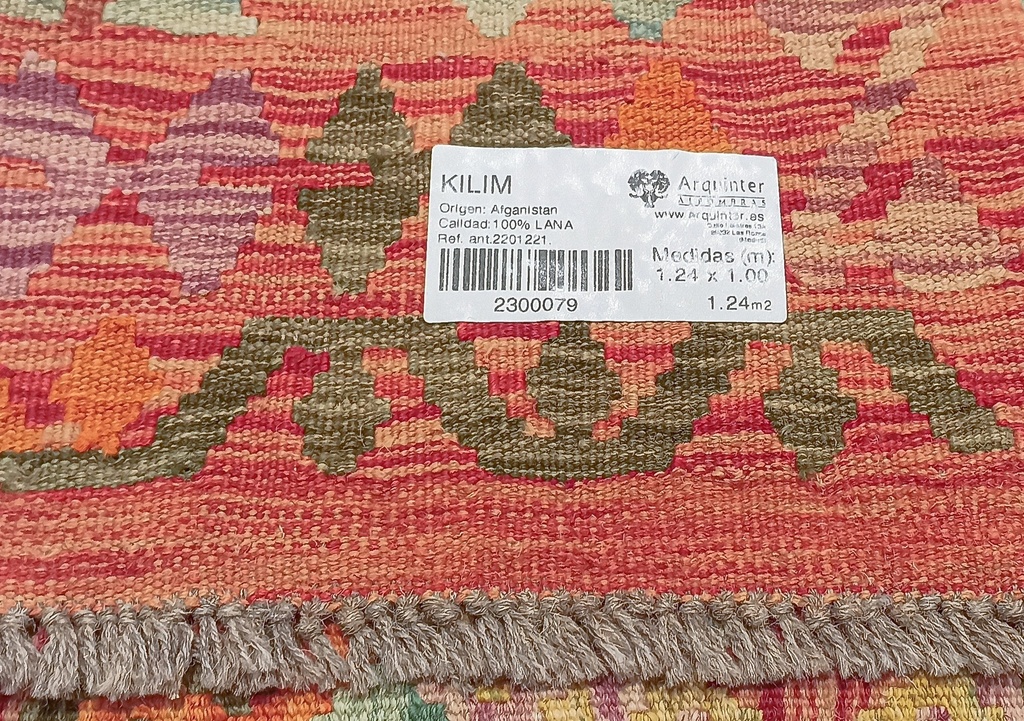 KILIM
Origen: Afganistan
Calidad:100% LANA
Ref. ant.2201221.
2300079
Arquinter
ALFOMBRAS
www.arquinter.es
Medidas (m):
1.24 x 1.00
1.24m2